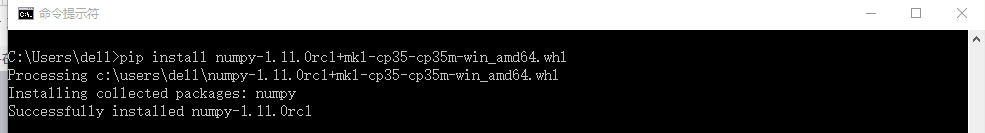 命令提示符
C:\Users\dell>pip install numpy-1.11.0rc1+mkl-cp35-cp35m-win_amd64.whl
Processing c:\users\dell\numpy-1.11.0rc1+mkl-cp35-cp35m-win_amd64.whl
Installing collected packages: numpy
Successfully installed numpy-1.11.0rc1